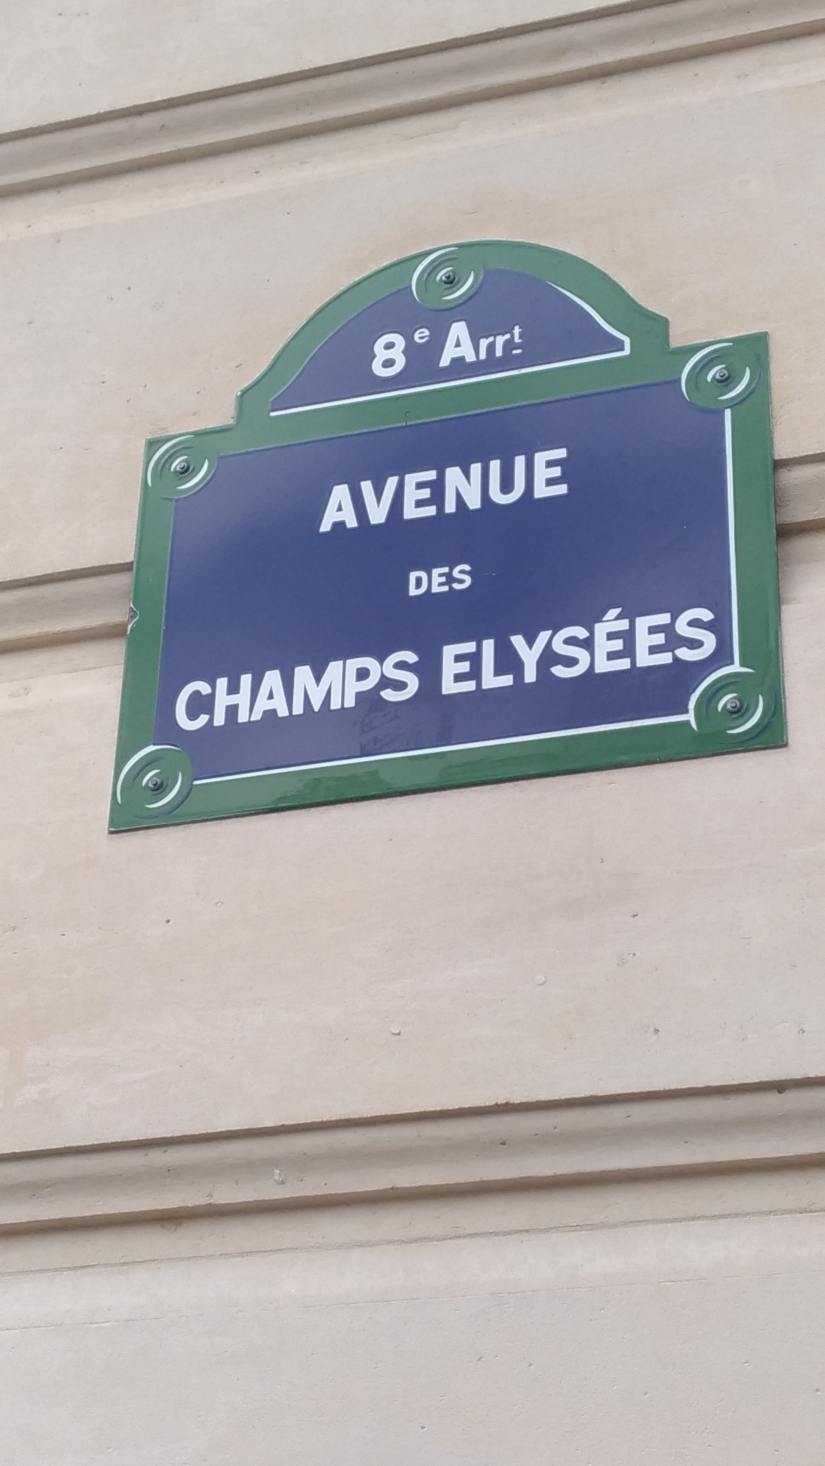 8e Arrt
AVENUE
DES
CHAMPS ELYSÉES